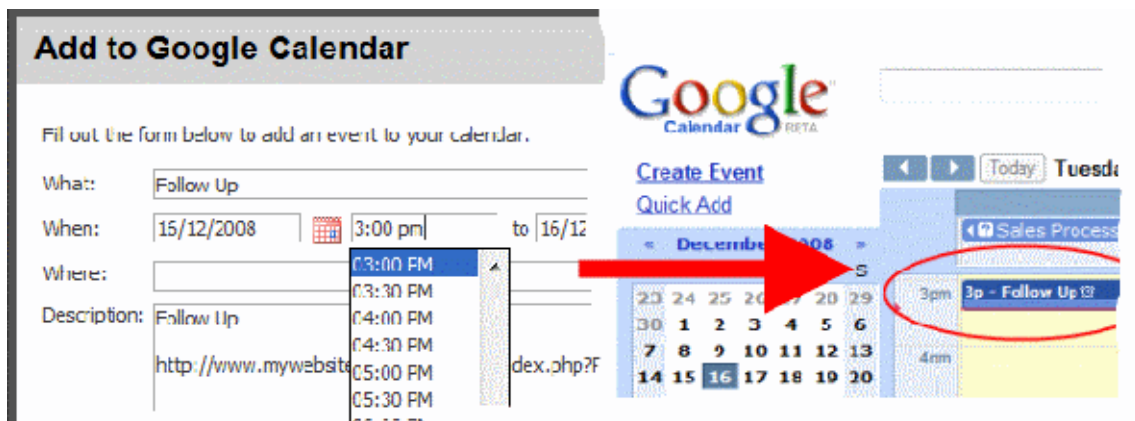 Add to Google Calendar
Fill out the form below to add an event to your calendar.
What: Follow Up
When: 16/12/2008 3:00 pm to 16/12
03:00 PM
03:30 PM
04:00 PM
04:30 PM
05:00 PM
05:30 PM
Where:
Description: Follow Up
http://www.mywebsite dex.php?F
Google
Calendar BETA
Create Event
Quick Add
« December 2008 »
S
23 24 25 26 27 28 29
30 1 2 3 4 5 6
7 8 9 10 11 12 13
14 15 16 17 18 19 20
Today Tuesda
Sales Process
3pm 3p - Follow Up
4pm